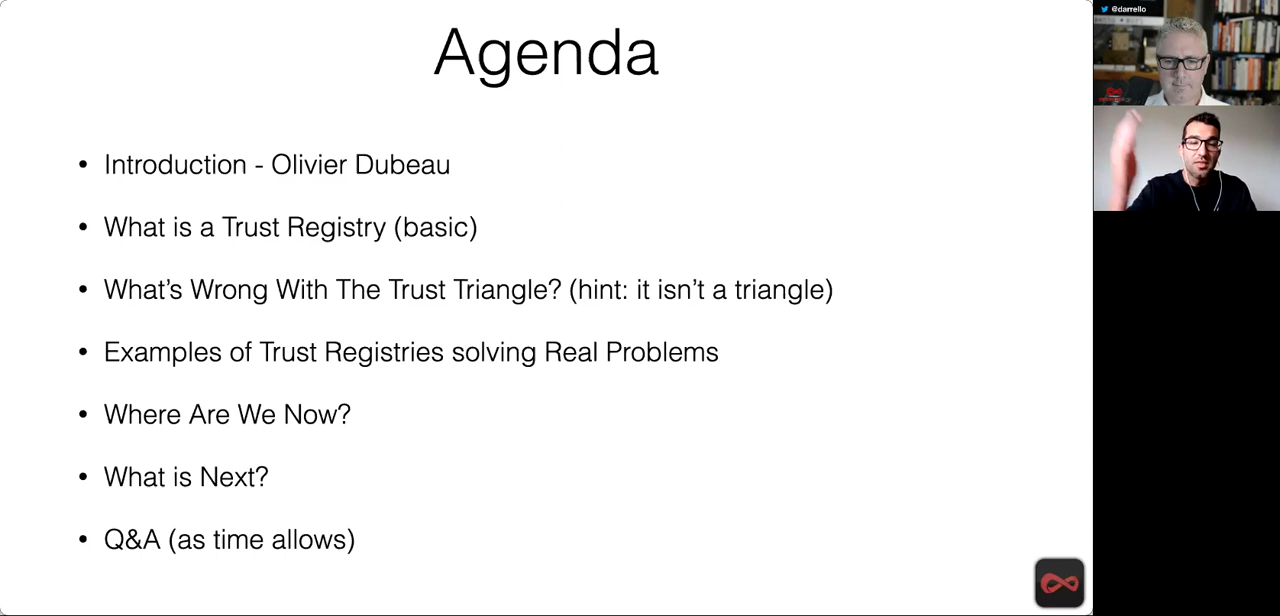 Agenda
• Introduction - Olivier Dubeau
• What is a Trust Registry (basic)
• What’s Wrong With The Trust Triangle? (hint: it isn’t a triangle)
• Examples of Trust Registries solving Real Problems
• Where Are We Now?
• What is Next?
• Q&A (as time allows)
@darrello